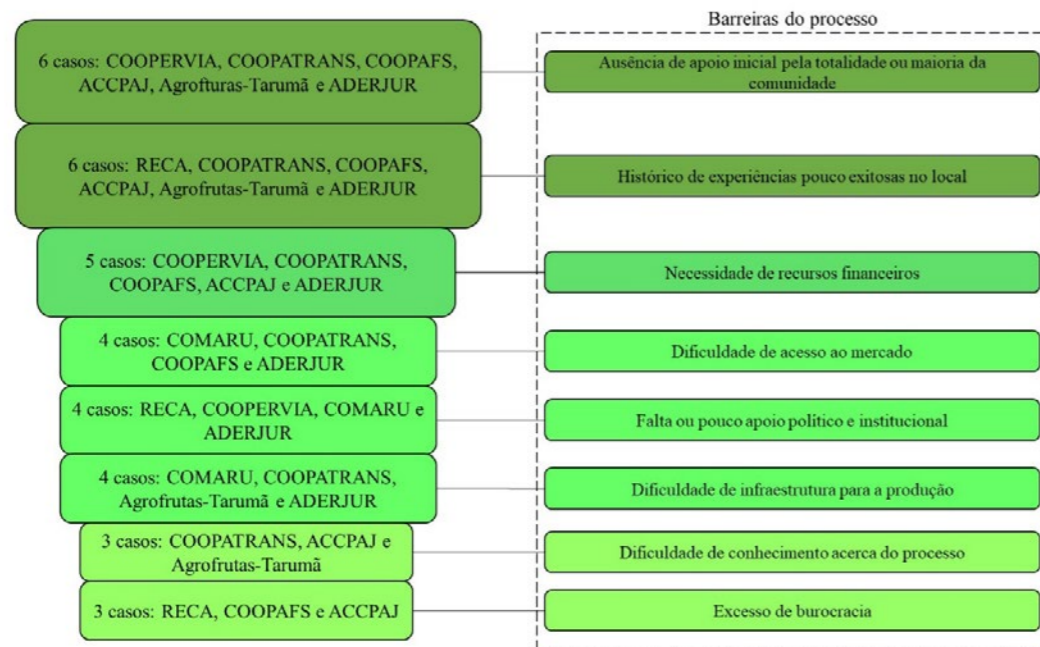 Barreiras do processo
6 casos: COOPERVIA, COOPATRANS, COOPAFS,
ACCPAJ, Agrofturas-Tarumã e ADERJUR
Ausência de apoio inicial pela totalidade ou maioria da
comunidade
6 casos: RECA, COOPATRANS, COOPAFS,
ACCPAJ, Agrofrutas-Tarumã e ADERJUR
Histórico de experiências pouco exitosas no local
5 casos: COOPERVIA, COOPATRANS,
COOPAFS, ACCPAJ e ADERJUR
Necessidade de recursos financeiros
4 casos: COMARU, COOPATRANS,
COOPAFS e ADERJUR
Dificuldade de acesso ao mercado
4 casos: RECA, COOPERVIA, COMARU e
ADERJUR
Falta ou pouco apoio político e institucional
4 casos: COMARU, COOPATRANS,
Agrofrutas-Tarumã e ADERJUR
Dificuldade de infraestrutura para a produção
3 casos: COOPATRANS, ACCPAJ e
Agrofrutas-Tarumã
Dificuldade de conhecimento acerca do processo
3 casos: RECA, COOPAFS e ACCPAJ
Excesso de burocracia